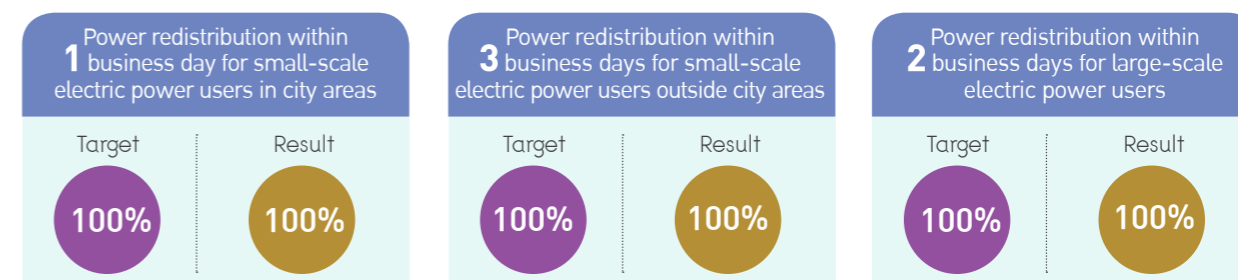 Power redistribution within
1 business day for small-scale
electric power users in city areas
Target
Result
100%
100%
Power redistribution within
3 business days for small-scale
electric power users outside city areas
Target
Result
100%
100%
Power redistribution within
2 business days for large-scale
electric power users
Target
Result
100%
100%